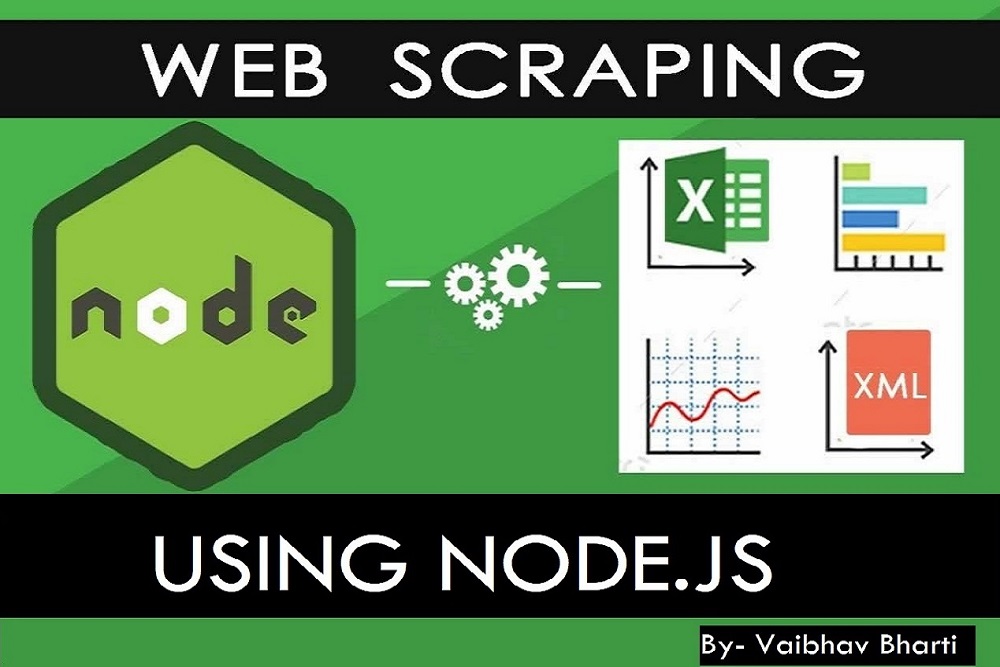 WEB SCRAPING
node
X
XML
USING NODE.JS
By- Vaibhav Bharti